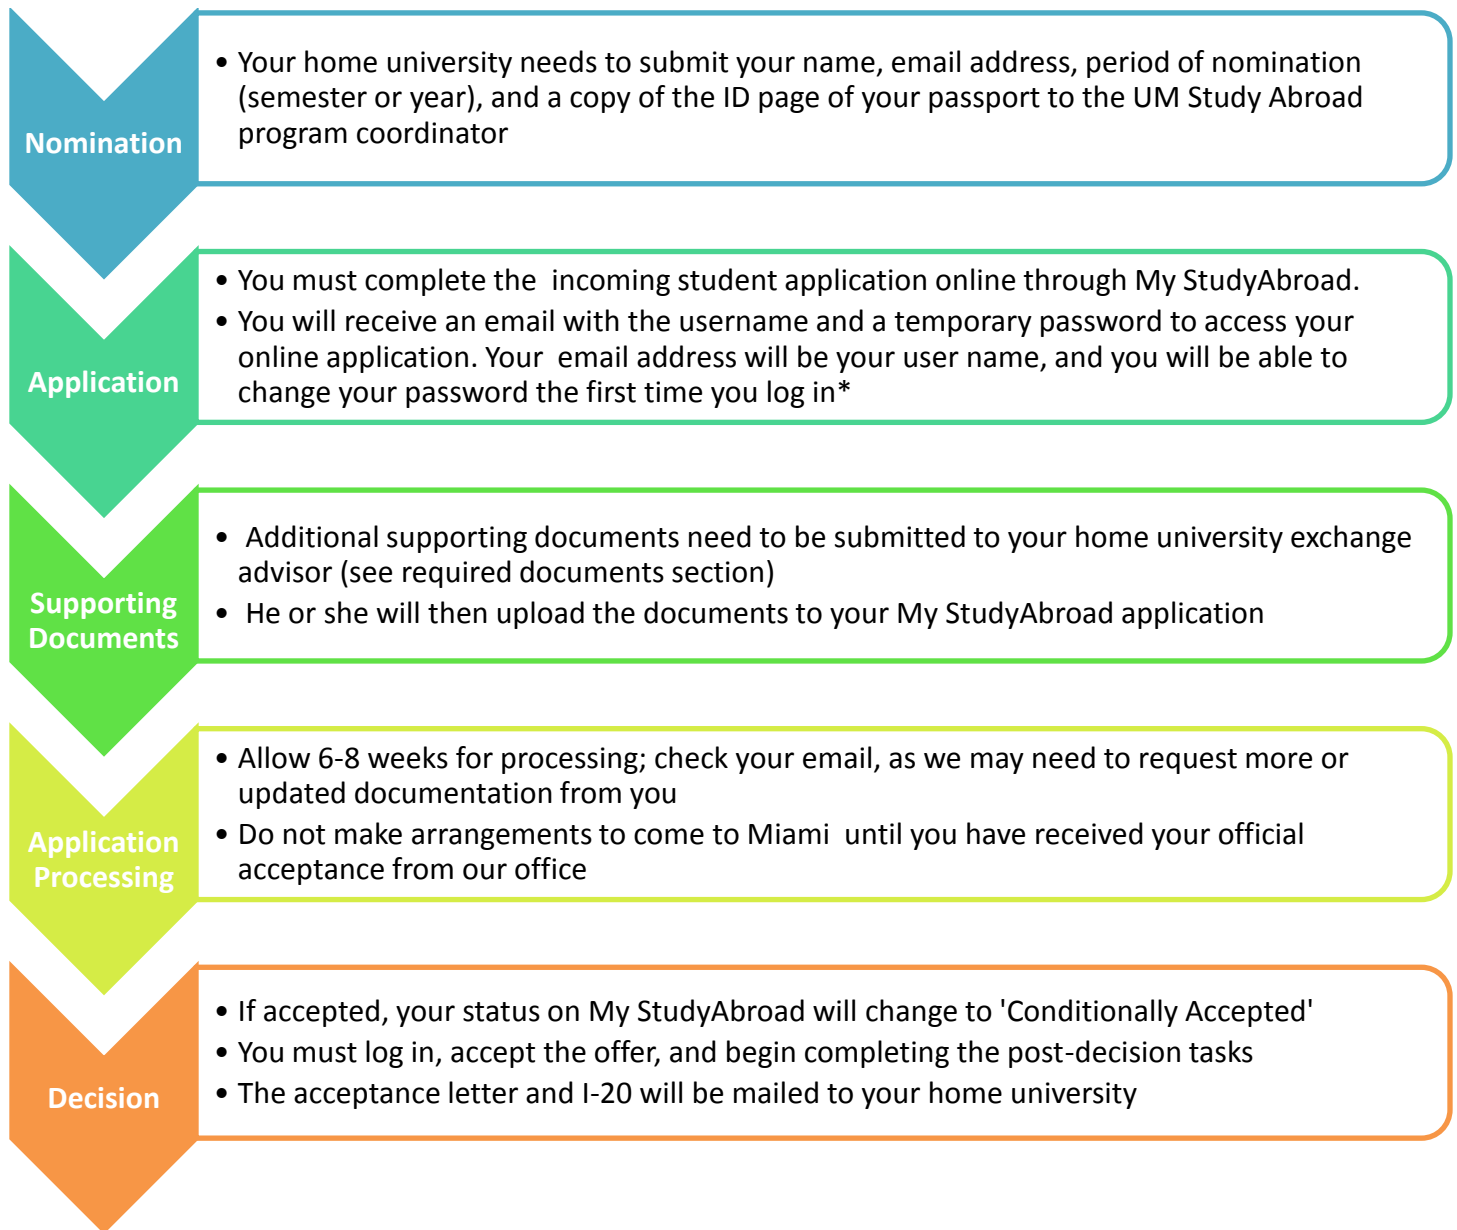 Nomination
• Your home university needs to submit your name, email address, period of nomination
(semester or year), and a copy of the ID page of your passport to the UM Study Abroad
program coordinator
Application
• You must complete the  incoming student application online through My StudyAbroad.
• You will receive an email with the username and a temporary password to access your
online application. Your  email address will be your user name, and you will be able to
change your password the first time you log in*
Supporting
Documents
• Additional supporting documents need to be submitted to your home university exchange
advisor (see required documents section)
• He or she will then upload the documents to your My StudyAbroad application
Application
Processing
• Allow 6-8 weeks for processing; check your email, as we may need to request more or
updated documentation from you
• Do not make arrangements to come to Miami  until you have received your official
acceptance from our office
Decision
• If accepted, your status on My StudyAbroad will change to 'Conditionally Accepted'
• You must log in, accept the offer, and begin completing the post-decision tasks
• The acceptance letter and I-20 will be mailed to your home university